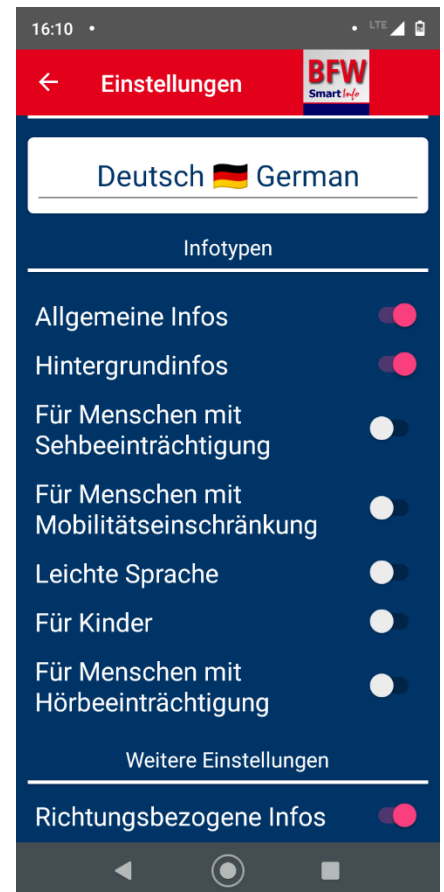 16:10
LTE
Einstellungen
BFW
Smart Info
Deutsch 🇩🇪 German
Infotypen
Allgemeine Infos
Hintergrundinfos
Für Menschen mit
Sehbeeinträchtigung
Für Menschen mit
Mobilitätseinschränkung
Leichte Sprache
Für Kinder
Für Menschen mit
Hörbeeinträchtigung
Weitere Einstellungen
Richtungsbezogene Infos